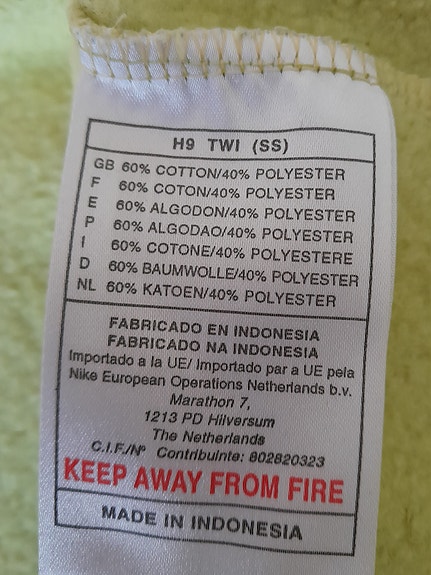 H9 TWI (SS)
GB 60% COTTON/40% POLYESTER
F 60% COTON/40% POLYESTER
E 60% ALGODON/40% POLYESTER
P 60% ALGODAO/40% POLYESTER
I 60% COTONE/40% POLYESTERE
D 60% BAUMWOLLE/40% POLYESTER
NL 60% KATOEN/40% POLYESTER
FABRICADO EN INDONESIA
FABRICADO NA INDONESIA
Importado a la UE/ Importado par a UE pela
Nike European Operations Netherlands b.v.
Marathon 7,
1213 PD Hilversum
The Netherlands
C.I.F./Nº Contribuinte: 802820323
KEEP AWAY FROM FIRE
MADE IN INDONESIA